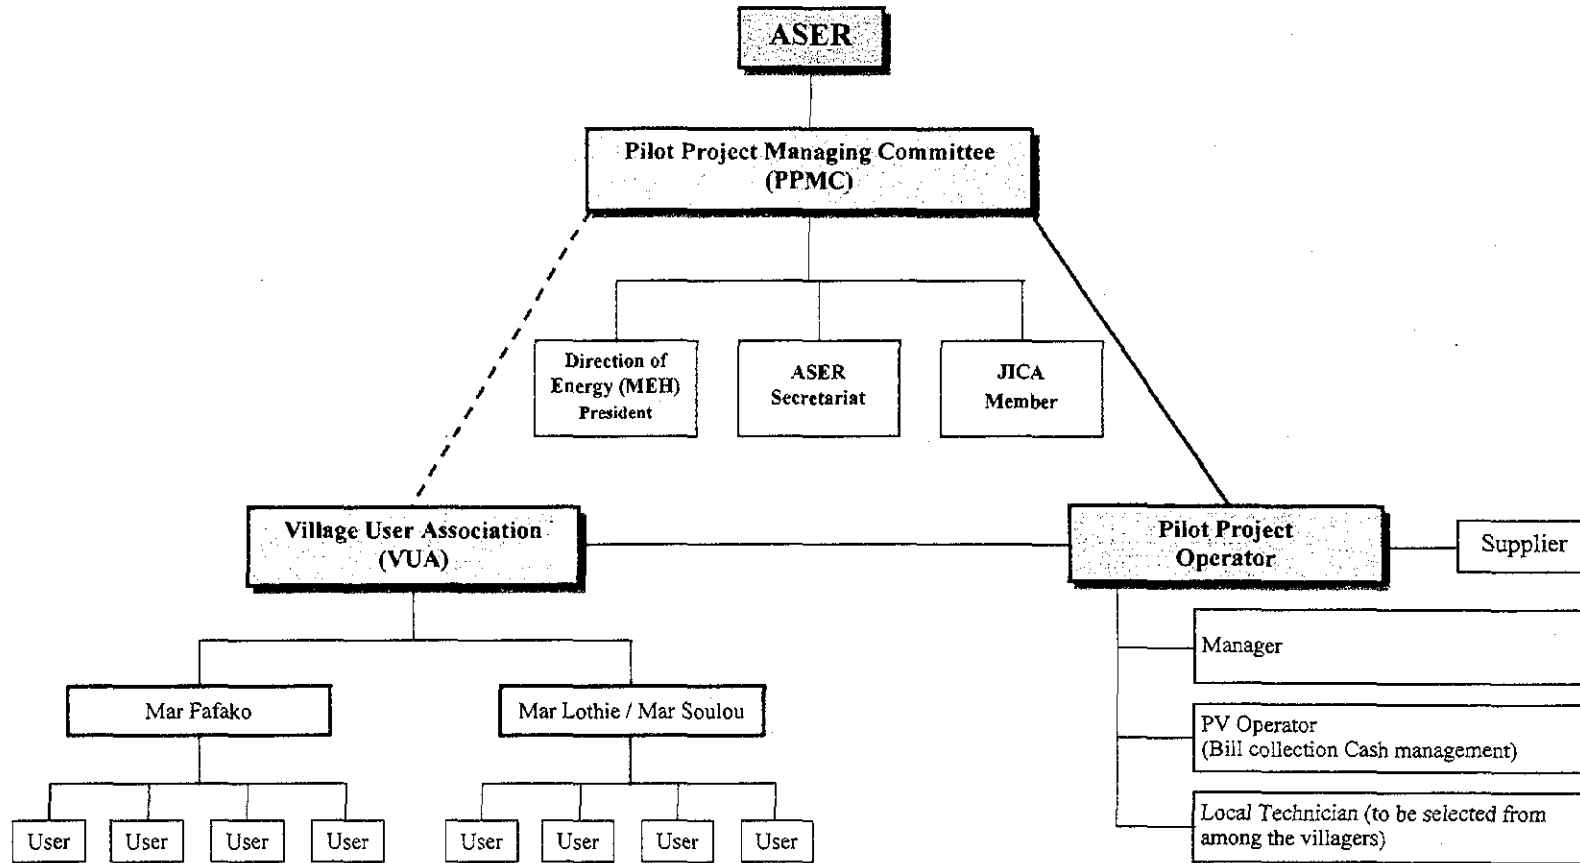 ASER
Pilot Project Managing Committee
(PPMC)
Direction of
Energy (MEH)
President
ASER
Secretariat
JICA
Member
Village User Association
(VUA)
Pilot Project
Operator
Supplier
Manager
PV Operator
(Bill collection Cash management)
Local Technician (to be selected from
among the villagers)
Mar Fafako
Mar Lothie / Mar Soulou
User
User
User
User
User
User
User
User